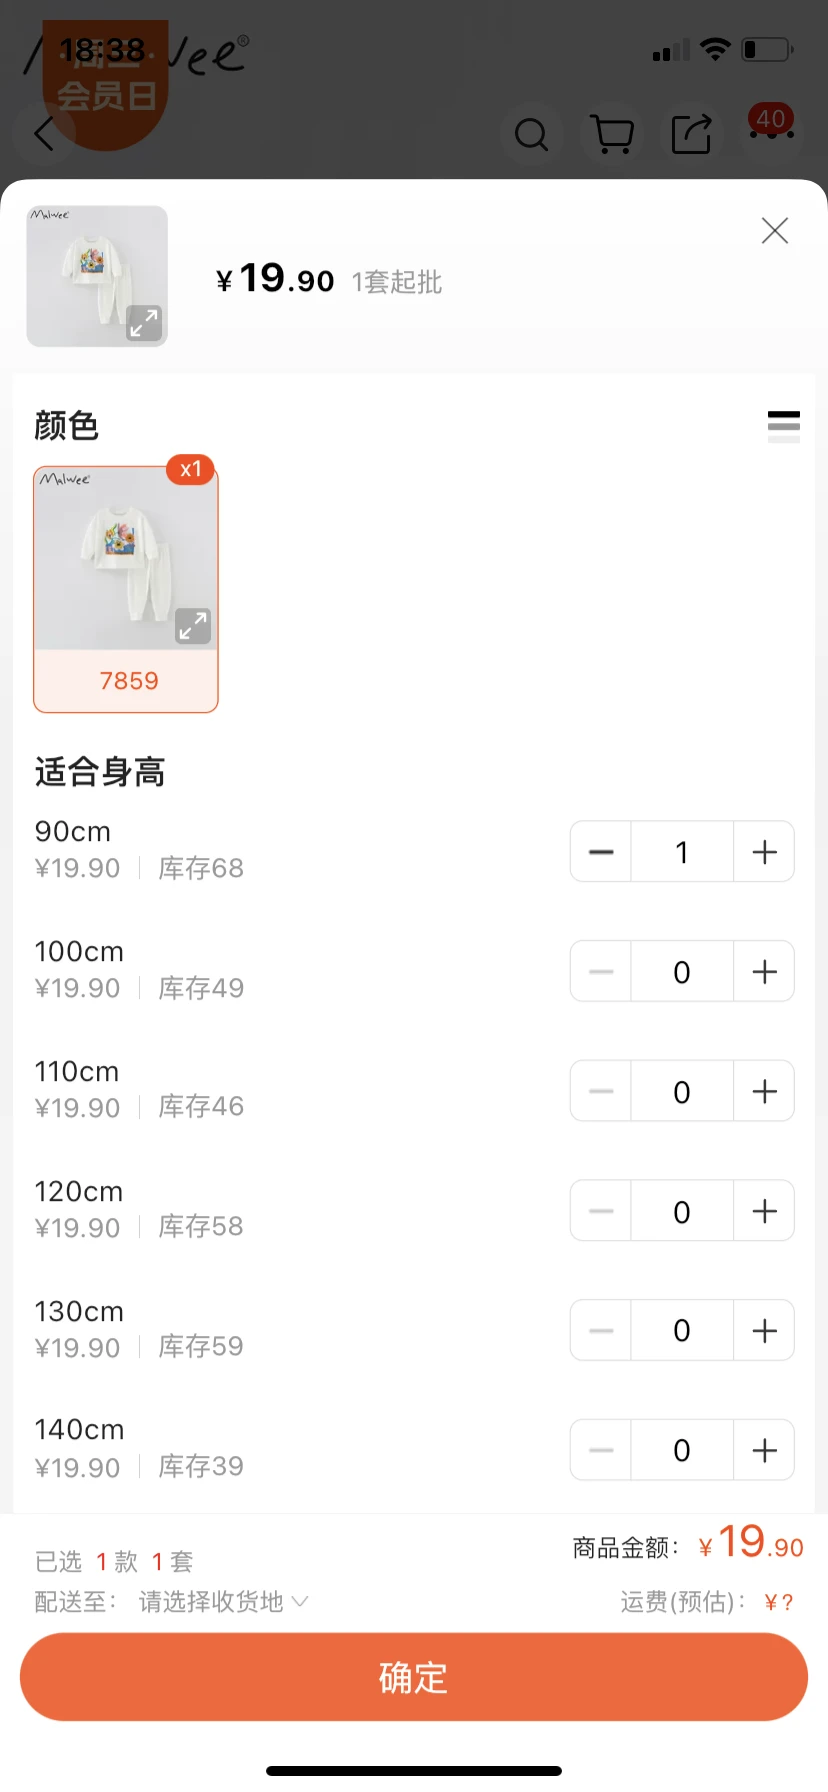 18:38
会员日
40
Malwee
¥19.90 1套起批
颜色
x1
Malwee
7859
适合身高
90cm
¥19.90 库存68
1
100cm
¥19.90 库存49
0
110cm
¥19.90 库存46
0
120cm
¥19.90 库存58
0
130cm
¥19.90 库存59
0
140cm
¥19.90 库存39
0
已选 1 款 1 套
商品金额： ¥19.90
配送至： 请选择收货地
运费(预估)： ¥?
确定